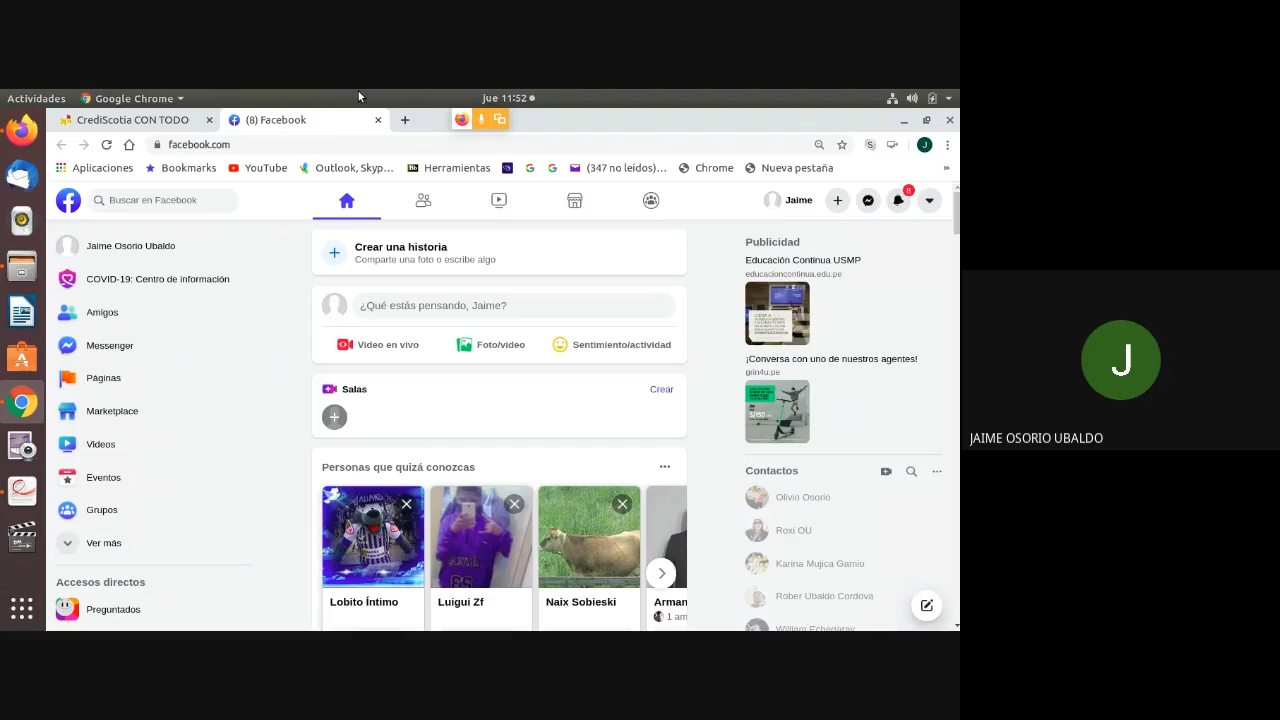 Actividades
Google Chrome
jue 11:52
CrediScotia CON TODO
(8) Facebook
facebook.com
J
Aplicaciones
Bookmarks
YouTube
Outlook, Skyp...
Herramientas
(347 no leídos)...
Chrome
Nueva pestaña
»
Buscar en Facebook
Jaime
8
Jaime Osorio Ubaldo
COVID-19: Centro de información
Amigos
Messenger
Páginas
Marketplace
Videos
Eventos
Grupos
Ver más
Accesos directos
Preguntados
Crear una historia
Comparte una foto o escribe algo
¿Qué estás pensando, Jaime?
Video en vivo
Foto/video
Sentimiento/actividad
Salas
Crear
Personas que quizá conozcas
Lobito Íntimo
Luigui Zf
Naix Sobieski
Arman
1 am
Publicidad
Educación Continua USMP
educacioncontinua.edu.pe
¡Conversa con uno de nuestros agentes!
grin4u.pe
Contactos
Olivio Osorio
Roxi OU
Karina Mujica Gamio
Rober Ubaldo Cordova
William Echegaray
J
JAIME OSORIO UBALDO